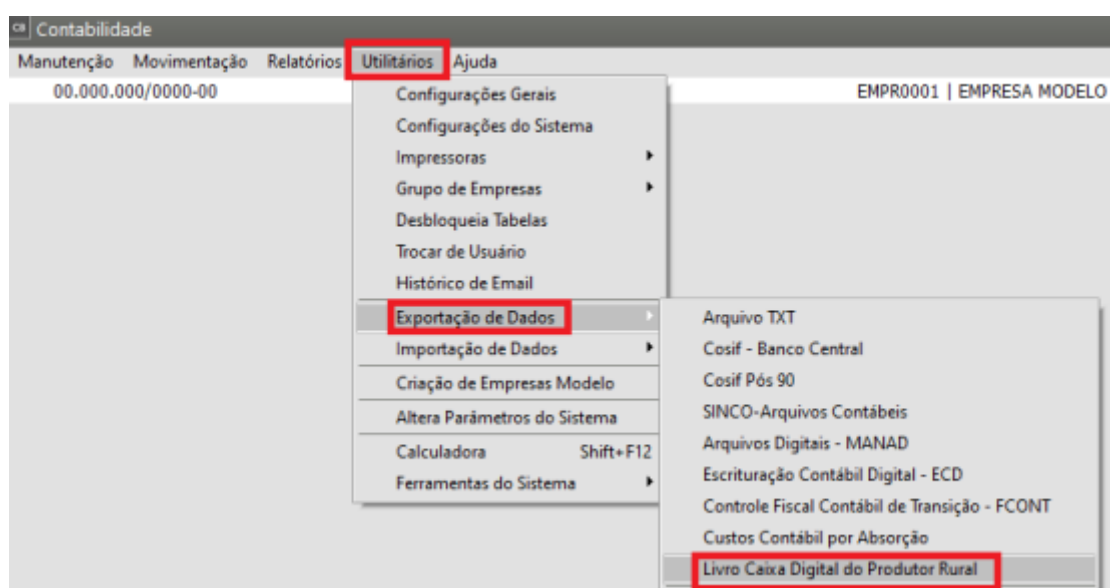 CB Contabilidade
Manutenção Movimentação Relatórios Utilitários Ajuda
00.000.000/0000-00 EMPR0001 | EMPRESA MODELO
Configurações Gerais
Configurações do Sistema
Impressoras
Grupo de Empresas
Desbloqueia Tabelas
Trocar de Usuário
Histórico de Email
Exportação de Dados
Importação de Dados
Criação de Empresas Modelo
Altera Parâmetros do Sistema
Calculadora Shift+F12
Ferramentas do Sistema
Arquivo TXT
Cosif - Banco Central
Cosif Pós 90
SINCO-Arquivos Contábeis
Arquivos Digitais - MANAD
Escrituração Contábil Digital - ECD
Controle Fiscal Contábil de Transição - FCONT
Custos Contábil por Absorção
Livro Caixa Digital do Produtor Rural